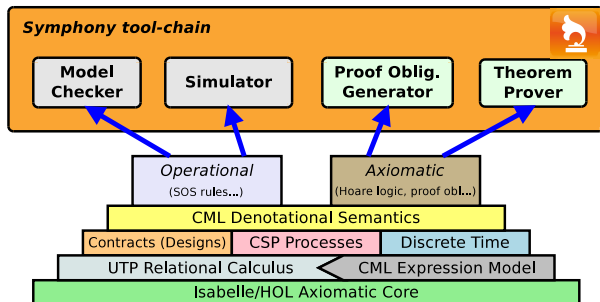 Symphony tool-chain
Model
Checker
Simulator
Proof Oblig.
Generator
Theorem
Prover
Operational
(SOS rules...)
Axiomatic
(Hoare logic, proof obl...)
CML Denotational Semantics
Contracts (Designs)
CSP Processes
Discrete Time
UTP Relational Calculus
CML Expression Model
Isabelle/HOL Axiomatic Core